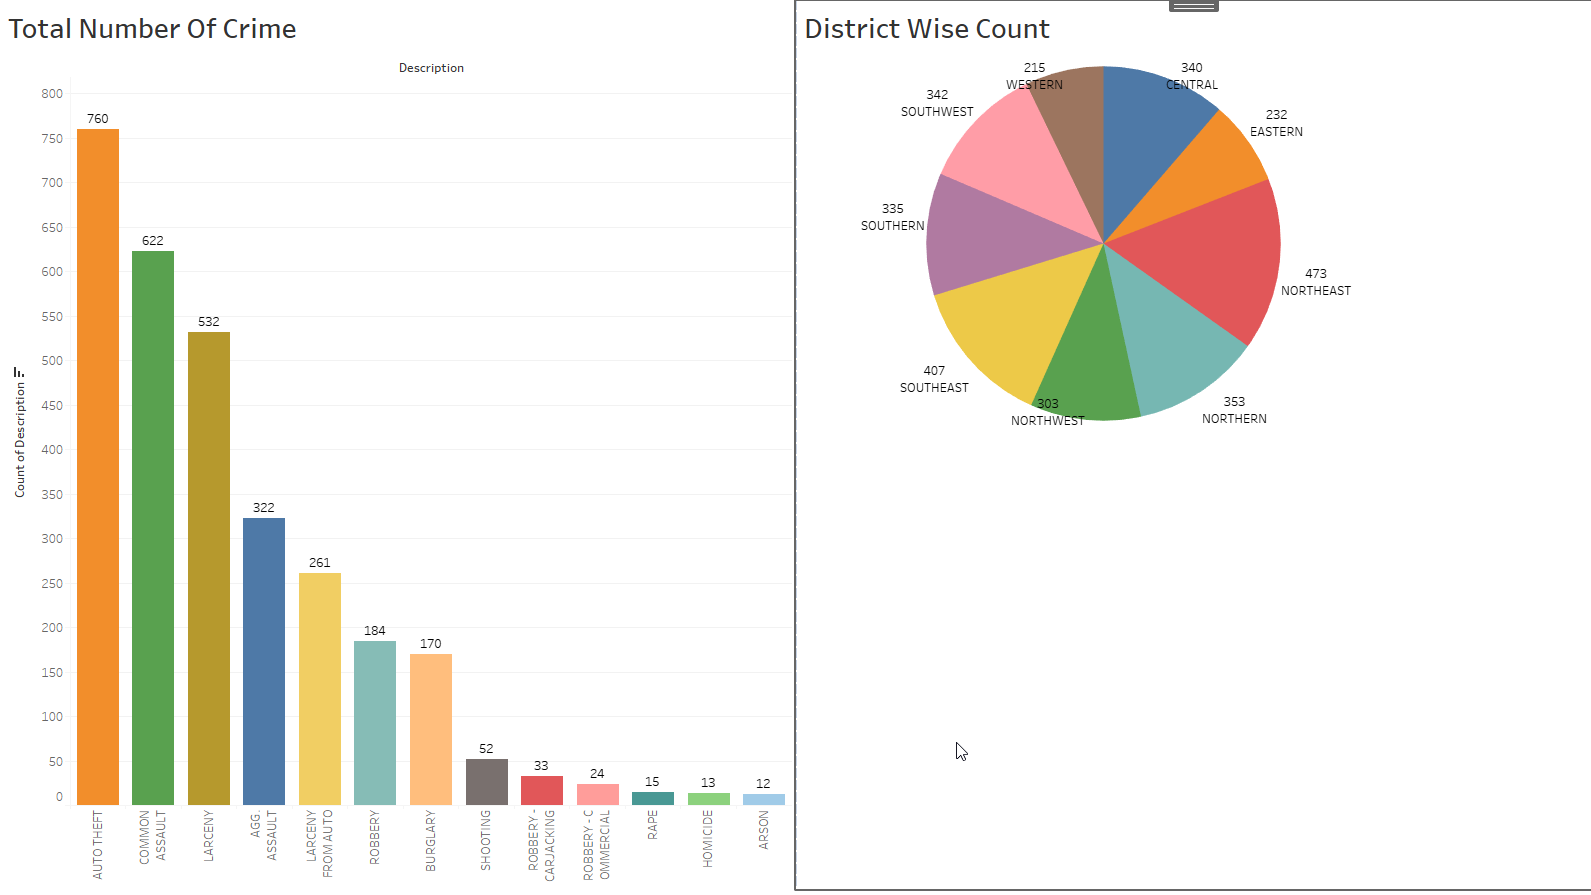 Total Number Of Crime
Description
Count of Description
800
750
700
650
600
550
500
450
400
350
300
250
200
150
100
50
0
760
622
532
322
261
184
170
52
33
24
15
13
12
AUTO THEFT
COMMON
ASSAULT
LARCENY
AGG.
ASSAULT
LARCENY
FROM AUTO
ROBBERY
BURGLARY
SHOOTING
ROBBERY -
CARJACKING
ROBBERY - C
OMMERCIAL
RAPE
HOMICIDE
ARSON
District Wise Count
340
CENTRAL
232
EASTERN
473
NORTHEAST
353
NORTHERN
303
NORTHWEST
407
SOUTHEAST
335
SOUTHERN
342
SOUTHWEST
215
WESTERN